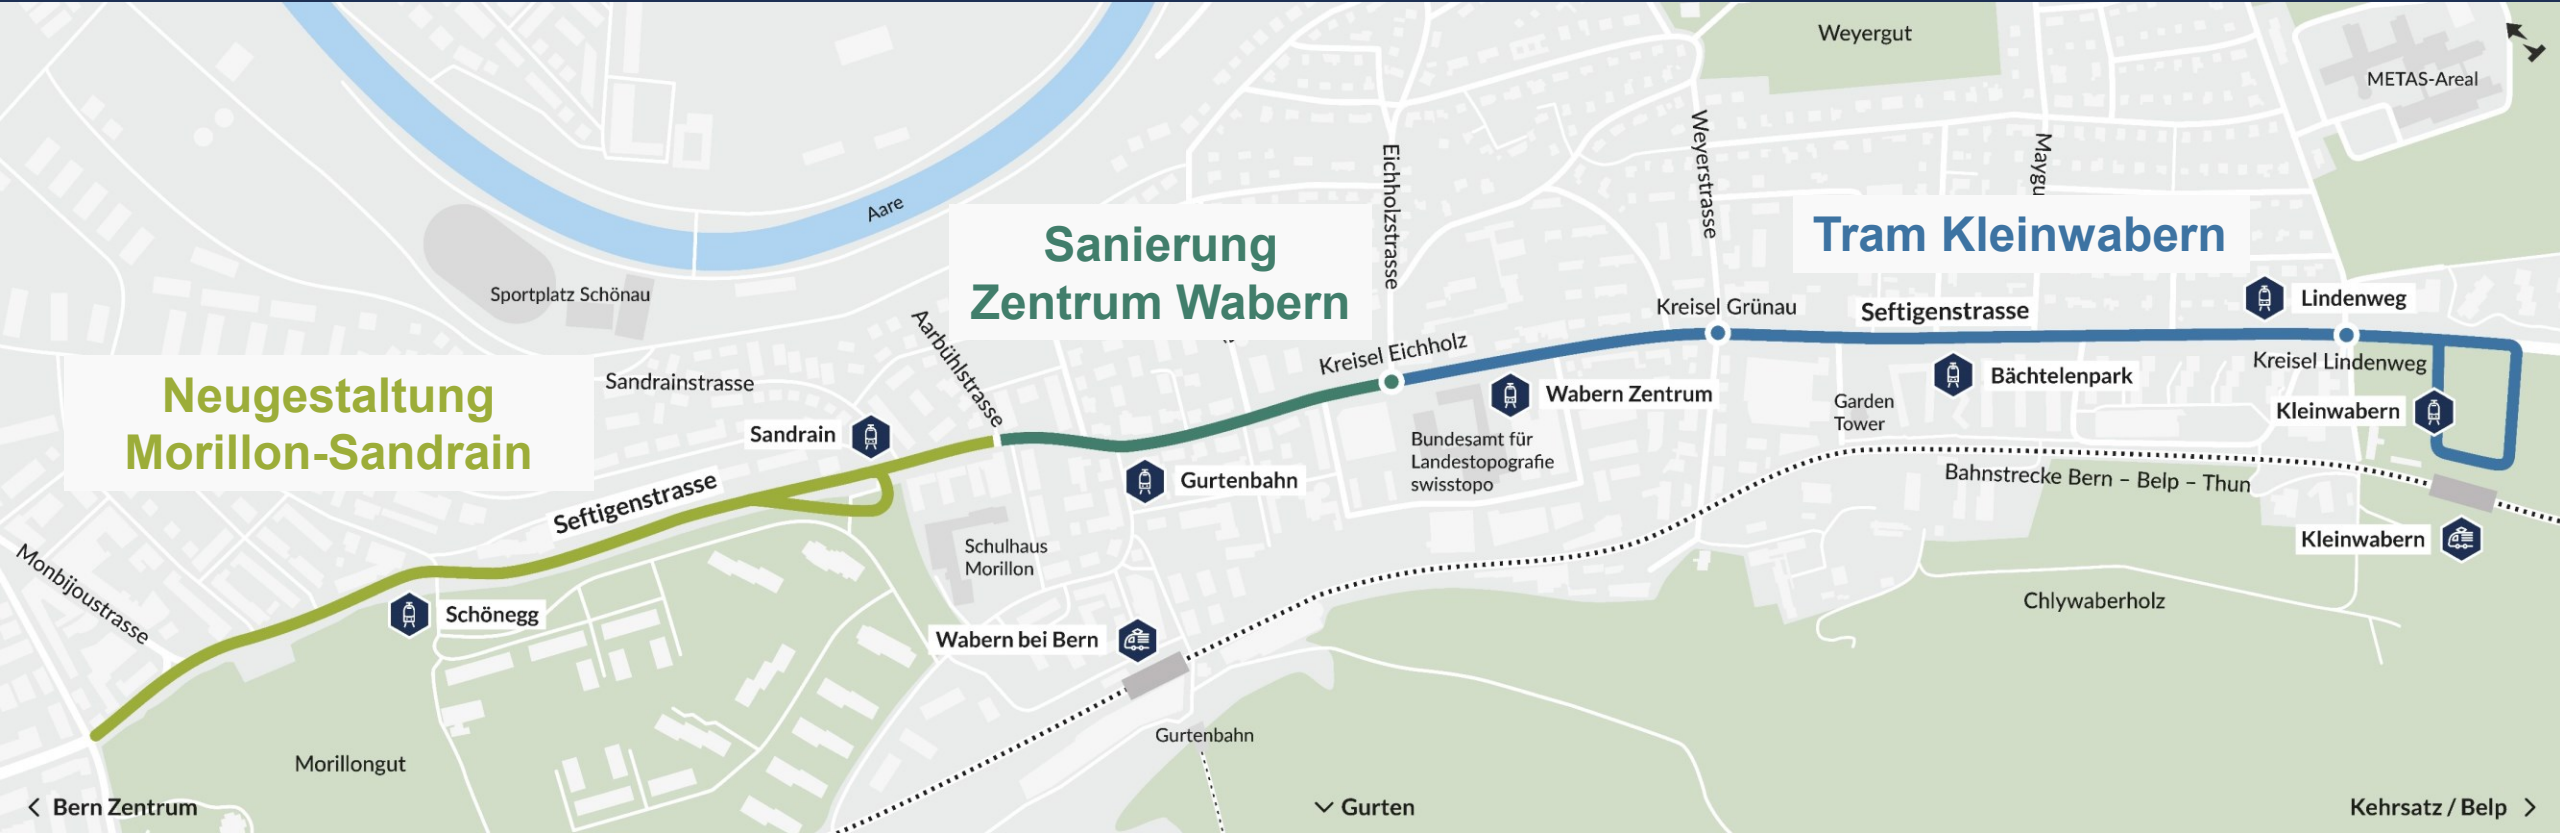 Weyergut
METAS-Areal
Weyerstrasse
Maygu
Eichholzstrasse
Aare
Sanierung
Zentrum Wabern
Tram Kleinwabern
Sportplatz Schönau
Kreisel Grünau
Seftigenstrasse
Lindenweg
Aarbühlstrasse
Kreisel Eichholz
Kreisel Lindenweg
Neugestaltung
Morillon-Sandrain
Sandrainstrasse
Wabern Zentrum
Bächtelenpark
Garden
Tower
Kleinwabern
Sandrain
Bundesamt für
Landestopografie
swisstopo
Gurtenbahn
Bahnstrecke Bern – Belp – Thun
Seftigenstrasse
Schulhaus
Morillon
Kleinwabern
Monbijoustrasse
Schönegg
Chlywaberholz
Wabern bei Bern
Gurtenbahn
Morillongut
Bern Zentrum
Gurten
Kehrsatz / Belp